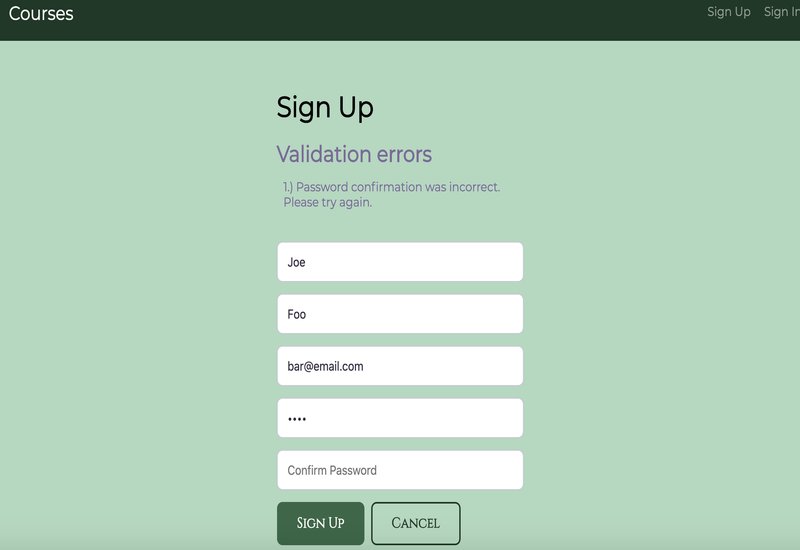 Courses
Sign Up Sign In
Sign Up
Validation errors
1.) Password confirmation was incorrect.
Please try again.
Joe
Foo
bar@email.com
••••
Confirm Password
Sign Up Cancel